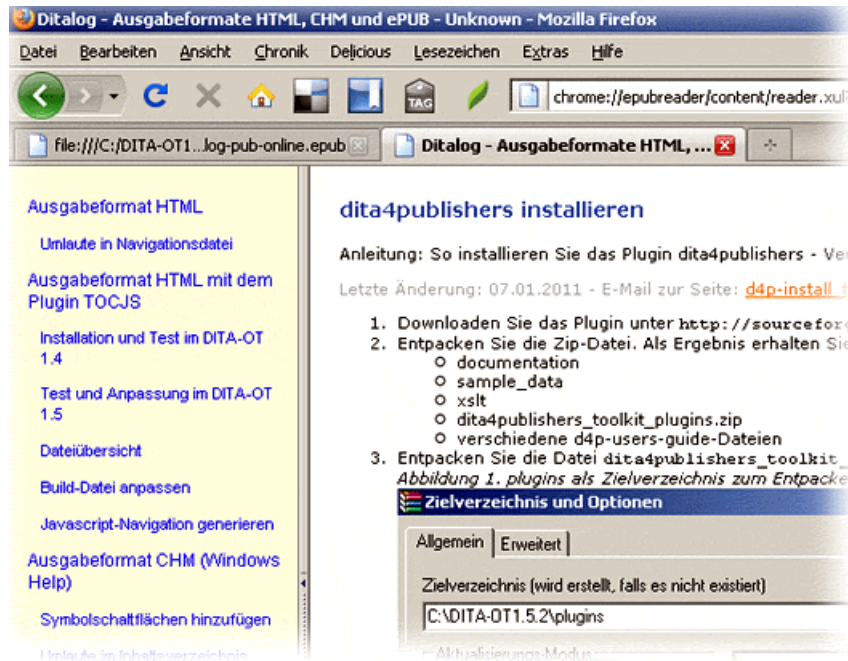 Ditalog - Ausgabeformate HTML, CHM und ePUB - Unknown - Mozilla Firefox
Datei Bearbeiten Ansicht Chronik Delicious Lesezeichen Extras Hilfe
TAG chrome://epubreader/content/reader.xul?
file:///C:/DITA-OT1...log-pub-online.epub Ditalog - Ausgabeformate HTML, ...
Ausgabeformat HTML
Umlaute in Navigationsdatei
Ausgabeformat HTML mit dem
Plugin TOCJS
Installation und Test im DITA-OT
1.4
Test und Anpassung im DITA-OT
1.5
Dateiübersicht
Build-Datei anpassen
Javascript-Navigation generieren
Ausgabeformat CHM (Windows
Help)
Symbolschaltflächen hinzufügen
Umlaute im Inhaltsverzeichnis
dita4publishers installieren
Anleitung: So installieren Sie das Plugin dita4publishers -
Letzte Änderung: 07.01.2011 - E-Mail zur Seite: d4p-install
1. Downloaden Sie das Plugin unter http://sourcefor
2. Entpacken Sie die Zip-Datei. Als Ergebnis erhalten Sie
documentation
sample_data
xslt
dita4publishers_toolkit_plugins.zip
verschiedene d4p-users-guide-Dateien
3. Entpacken Sie die Datei dita4publishers_toolkit_
Abbildung 1. plugins als Zielverzeichnis zum Entpacke
Zielverzeichnis und Optionen
Allgemein Erweitert
Zielverzeichnis (wird erstellt, falls es nicht existiert)
C:\DITA-OT1.5.2\plugins
Aktualisierungs-Modus